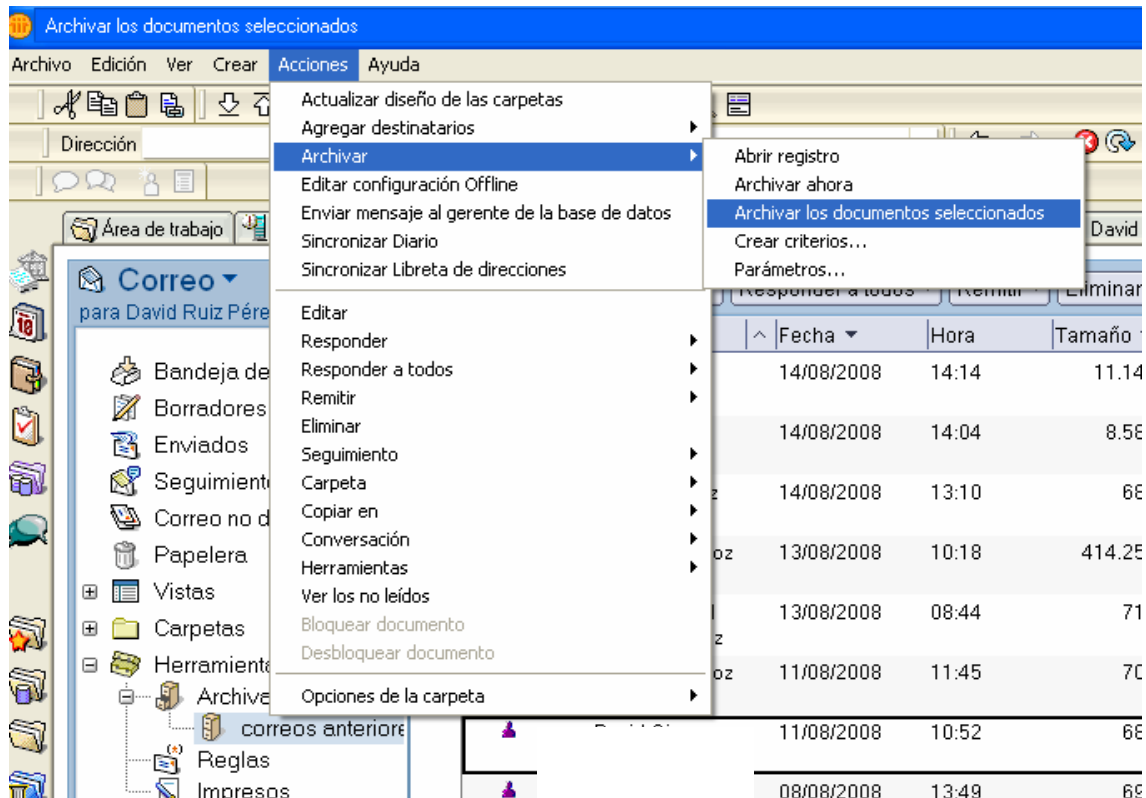 Archivar los documentos seleccionados
Archivo Edición Ver Crear Acciones Ayuda
Dirección
Actualizar diseño de las carpetas
Agregar destinatarios
Archivar
Editar configuración Offline
Enviar mensaje al gerente de la base de datos
Sincronizar Diario
Sincronizar Libreta de direcciones
Editar
Responder
Responder a todos
Remitir
Eliminar
Seguimiento
Carpeta
Copiar en
Conversación
Herramientas
Ver los no leídos
Bloquear documento
Desbloquear documento
Opciones de la carpeta
Abrir registro
Archivar ahora
Archivar los documentos seleccionados
Crear criterios...
Parámetros...
Área de trabajo
David
Correo
para David Ruiz Pére
Responder a todos Remitir Eliminar
Bandeja de
Borradores
Enviados
Seguimient
Correo no d
Papelera
Vistas
Carpetas
Herramient
Archiva
correos anteriore
Reglas
Impresos
Fecha Hora Tamaño
14/08/2008 14:14 11.14
14/08/2008 14:04 8.58
z 14/08/2008 13:10 68
oz 13/08/2008 10:18 414.25
13/08/2008 08:44 71
z
oz 11/08/2008 11:45 70
11/08/2008 10:52 68
08/08/2008 13:49 69